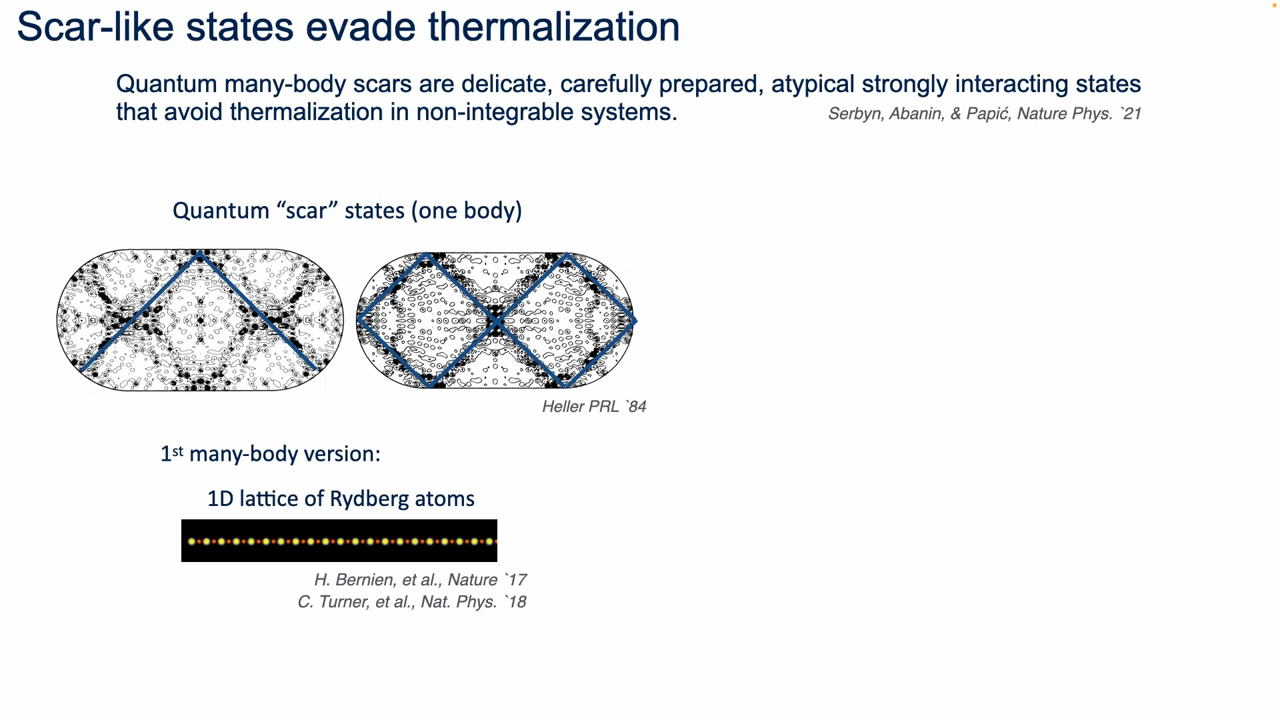 Scar-like states evade thermalization
Quantum many-body scars are delicate, carefully prepared, atypical strongly interacting states
that avoid thermalization in non-integrable systems.
Serbyn, Abanin, & Papić, Nature Phys. `21
Quantum “scar” states (one body)
Heller PRL `84
1st many-body version:
1D lattice of Rydberg atoms
H. Bernien, et al., Nature `17
C. Turner, et al., Nat. Phys. `18